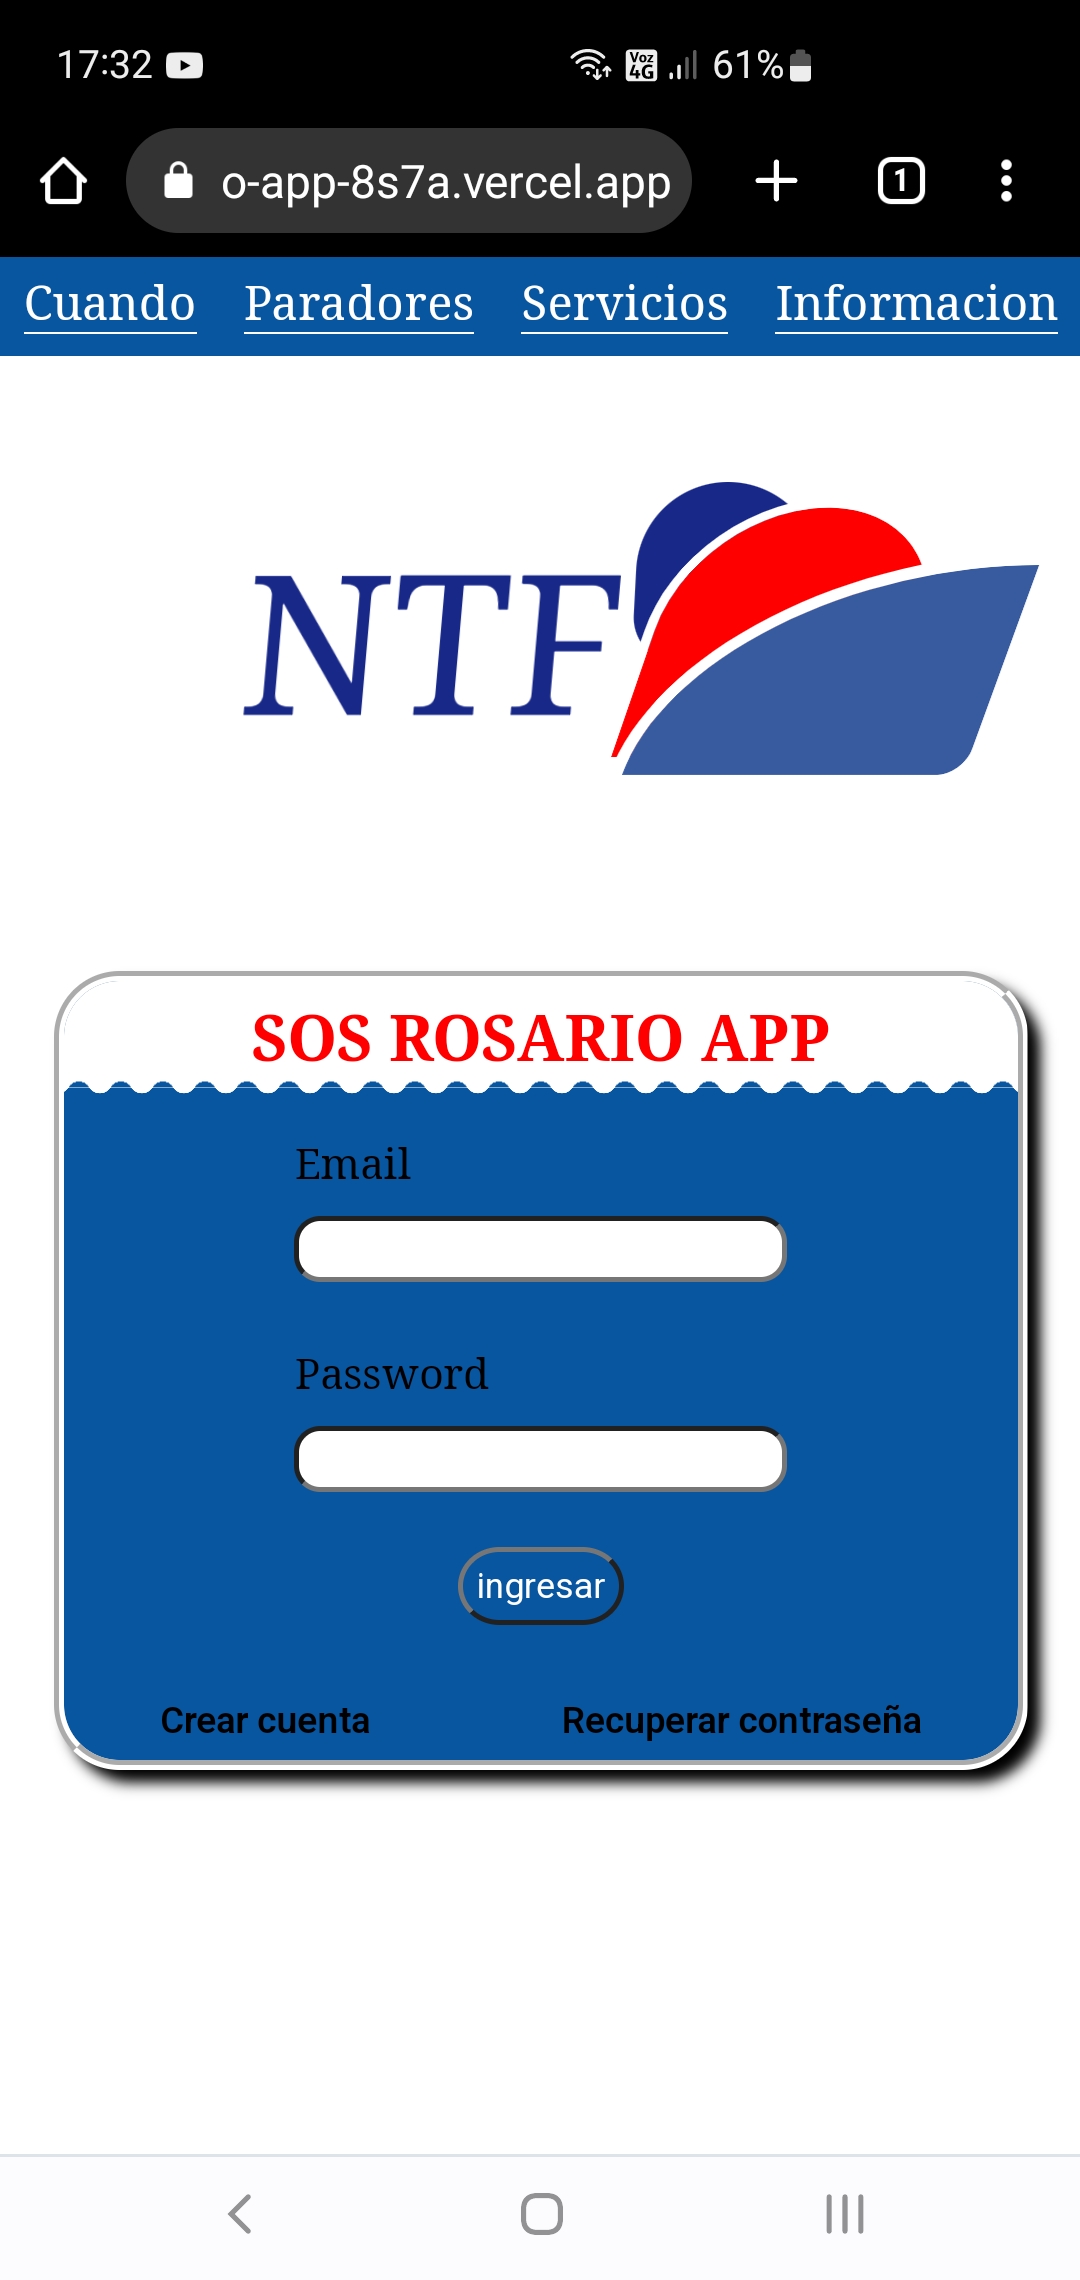 17:32 Voz 4G 61%
o-app-8s7a.vercel.app 1
Cuando Paradores Servicios Informacion
NTF
SOS ROSARIO APP
Email
Password
ingresar
Crear cuenta Recuperar contraseña